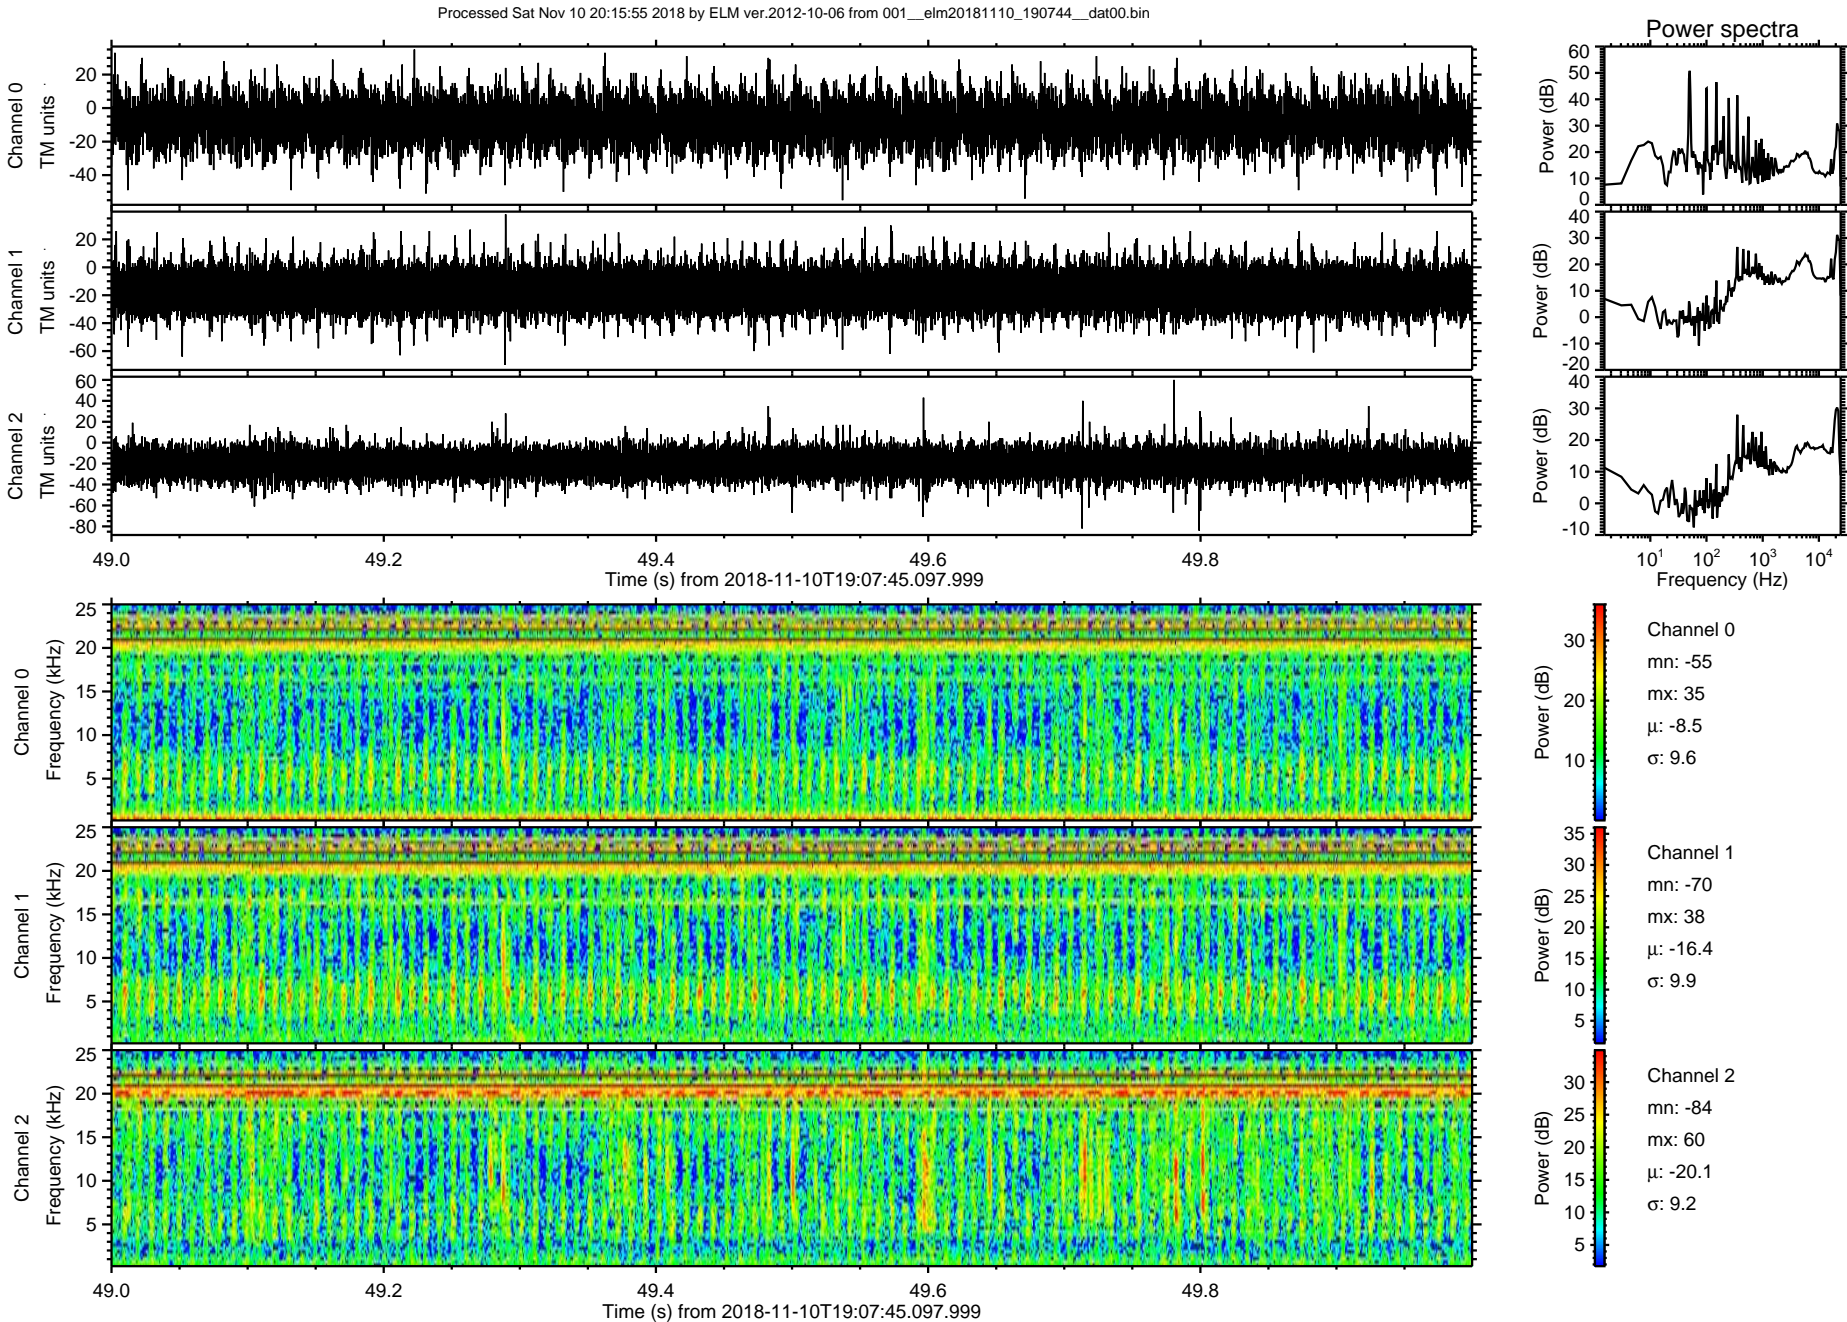 Processed Sat Nov 10 20:15:55 2018 by ELM ver.2012-10-06 from 001__elm20181110_190744__dat00.bin
Power spectra
Channel 0
TM units
20
0
-20
-40
Power (dB)
60
50
40
30
20
10
0
Channel 1
TM units
20
0
-20
-40
-60
Power (dB)
40
30
20
10
0
-10
-20
Channel 2
TM units
60
40
20
0
-20
-40
-60
-80
Power (dB)
40
30
20
10
0
-10
49.0 49.2 49.4 49.6 49.8
Time (s) from 2018-11-10T19:07:45.097.999
10¹ 10² 10³ 10⁴
Frequency (Hz)
Channel 0
Frequency (kHz)
25
20
15
10
5
Power (dB)
30
20
10
Channel 0
mn: -55
mx: 35
μ: -8.5
σ: 9.6
Channel 1
Frequency (kHz)
25
20
15
10
5
Power (dB)
35
30
25
20
15
10
5
Channel 1
mn: -70
mx: 38
μ: -16.4
σ: 9.9
Channel 2
Frequency (kHz)
25
20
15
10
5
Power (dB)
30
25
20
15
10
5
Channel 2
mn: -84
mx: 60
μ: -20.1
σ: 9.2
49.0 49.2 49.4 49.6 49.8
Time (s) from 2018-11-10T19:07:45.097.999